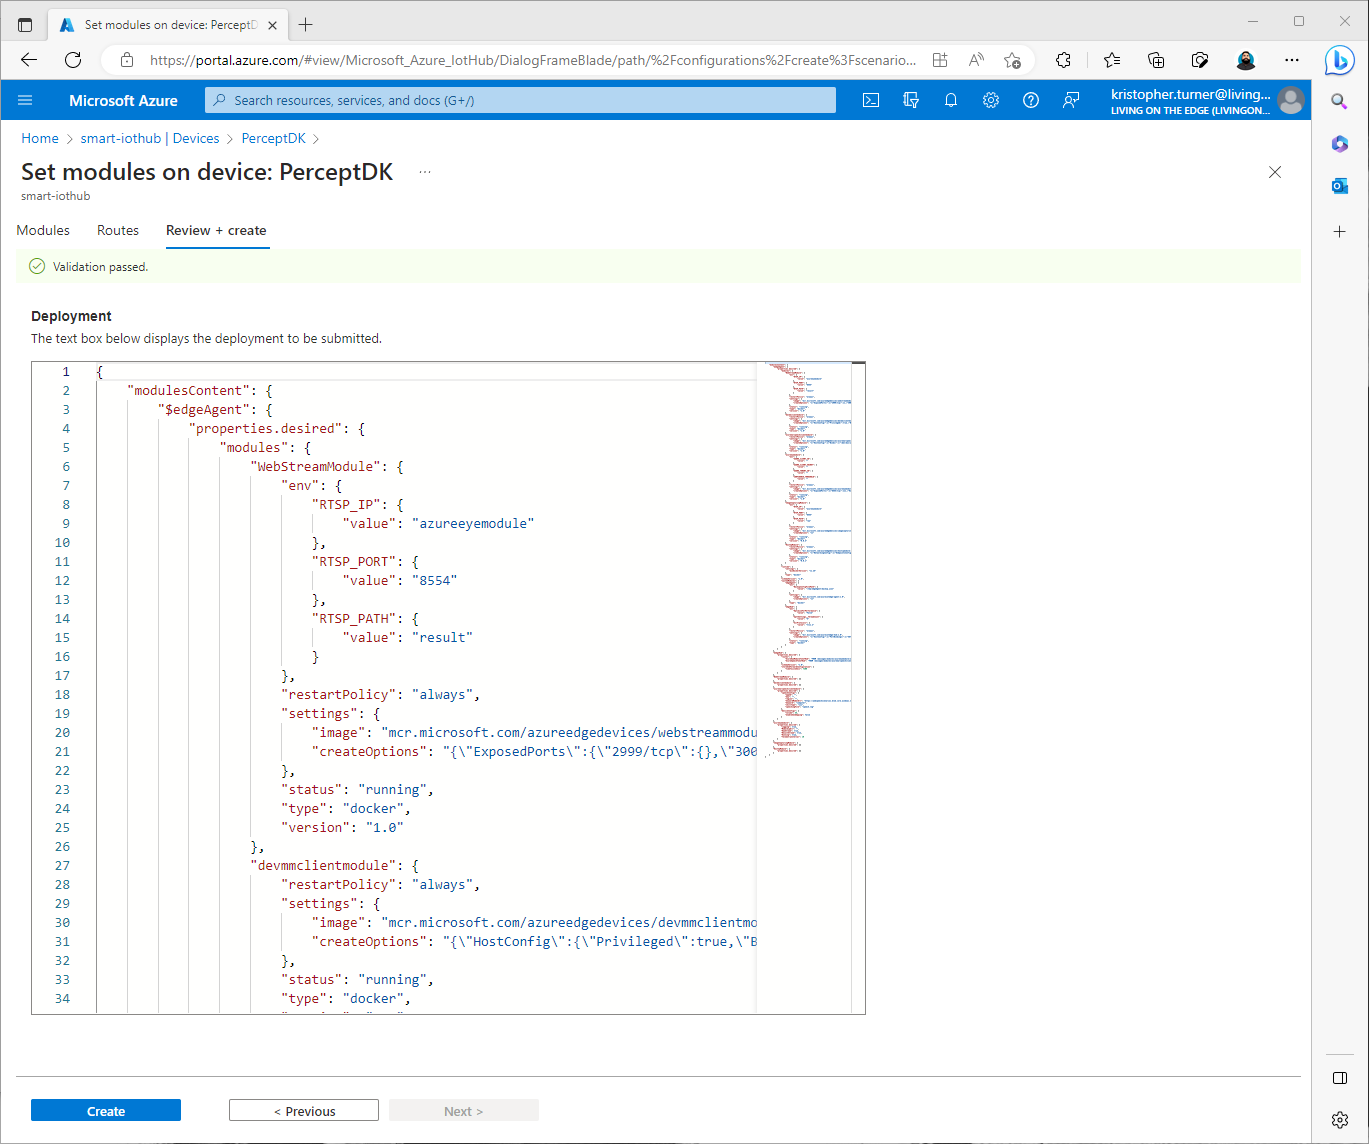 Set modules on device: PerceptD
https://portal.azure.com/#view/Microsoft_Azure_IotHub/DialogFrameBlade/path/%2Fconfigurations%2Fcreate%3Fscenario...
Microsoft Azure
Search resources, services, and docs (G+/)
kristopher.turner@living...
LIVING ON THE EDGE (LIVINGON...
Home > smart-iothub | Devices > PerceptDK >
Set modules on device: PerceptDK ...
smart-iothub
Modules Routes Review + create
Validation passed.
Deployment
The text box below displays the deployment to be submitted.
1 {
2 "modulesContent": {
3 "$edgeAgent": {
4 "properties.desired": {
5 "modules": {
6 "WebStreamModule": {
7 "env": {
8 "RTSP_IP": {
9 "value": "azureeyemodule"
10 },
11 "RTSP_PORT": {
12 "value": "8554"
13 },
14 "RTSP_PATH": {
15 "value": "result"
16 }
17 },
18 "restartPolicy": "always",
19 "settings": {
20 "image": "mcr.microsoft.com/azureedgedevices/webstreammodu
21 "createOptions": "{\"ExposedPorts\":{\"2999/tcp\":{},\"300
22 },
23 "status": "running",
24 "type": "docker",
25 "version": "1.0"
26 },
27 "devmmclientmodule": {
28 "restartPolicy": "always",
29 "settings": {
30 "image": "mcr.microsoft.com/azureedgedevices/devmmclientmo
31 "createOptions": "{\"HostConfig\":{\"Privileged\":true,\"B
32 },
33 "status": "running",
34 "type": "docker",
Create < Previous Next >